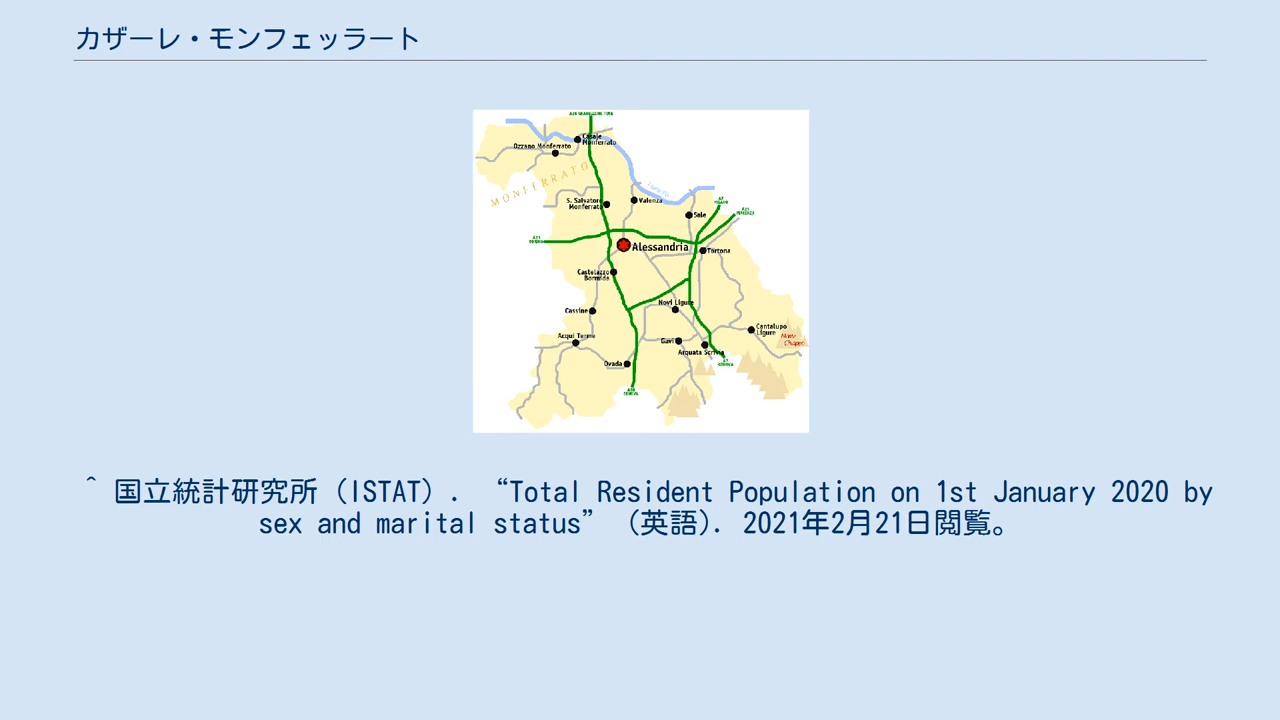 カザーレ・モンフェッラート
Casale
Monferrato
Ozzano Monferrato
MONFERRATO
S. Salvatore
Monferrato
Valenza
Sale
Alessandria
Tortona
Castelazzo
Bormida
Novi Ligure
Cassine
Cantalupo
Ligure
Acqui Terme
Gavi
Arquata Scrivia
Ovada
^ 国立統計研究所（ISTAT）. “Total Resident Population on 1st January 2020 by
sex and marital status” （英語）. 2021年2月21日閲覧。